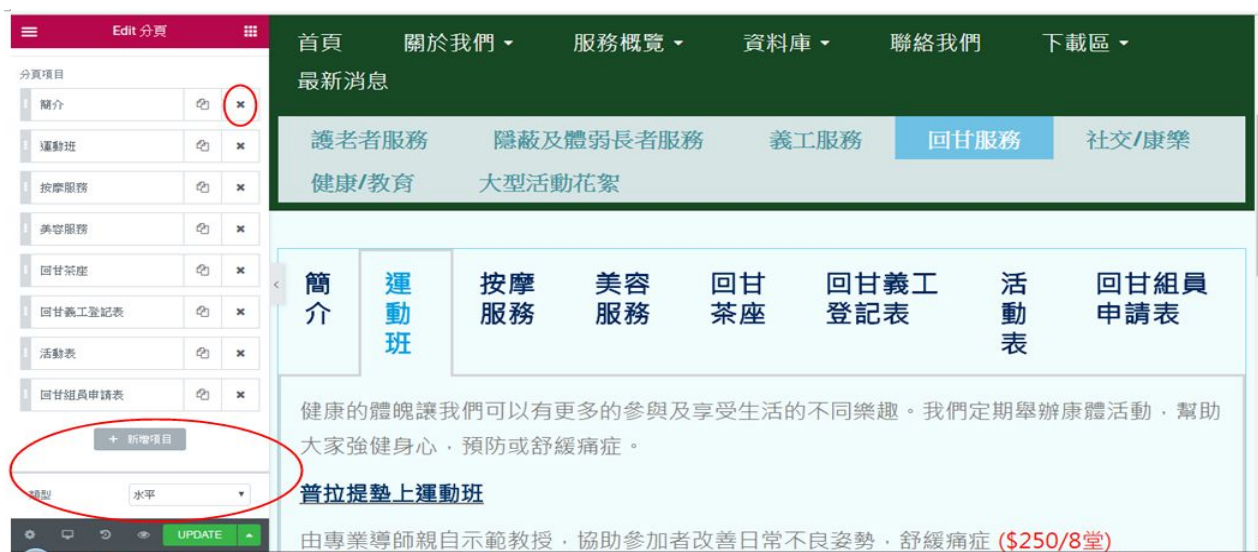 Edit 分頁
分頁項目
簡介
運動班
按摩服務
美容服務
回甘茶座
回甘義工登記表
活動表
回甘組員申請表
+ 新增項目
類型
水平
UPDATE
首頁 關於我們 服務概覽 資料庫 聯絡我們 下載區
最新消息
護老者服務 隱蔽及體弱長者服務 義工服務 回甘服務 社交/康樂
健康/教育 大型活動花絮
簡介
運動班
按摩服務
美容服務
回甘茶座
回甘義工登記表
活動表
回甘組員申請表
健康的體魄讓我們可以有更多的參與及享受生活的不同樂趣。我們定期舉辦康體活動，幫助
大家強健身心，預防或舒緩痛症。
普拉提墊上運動班
由專業導師親自示範教授，協助參加者改善日常不良姿勢，舒緩痛症 ($250/8堂)